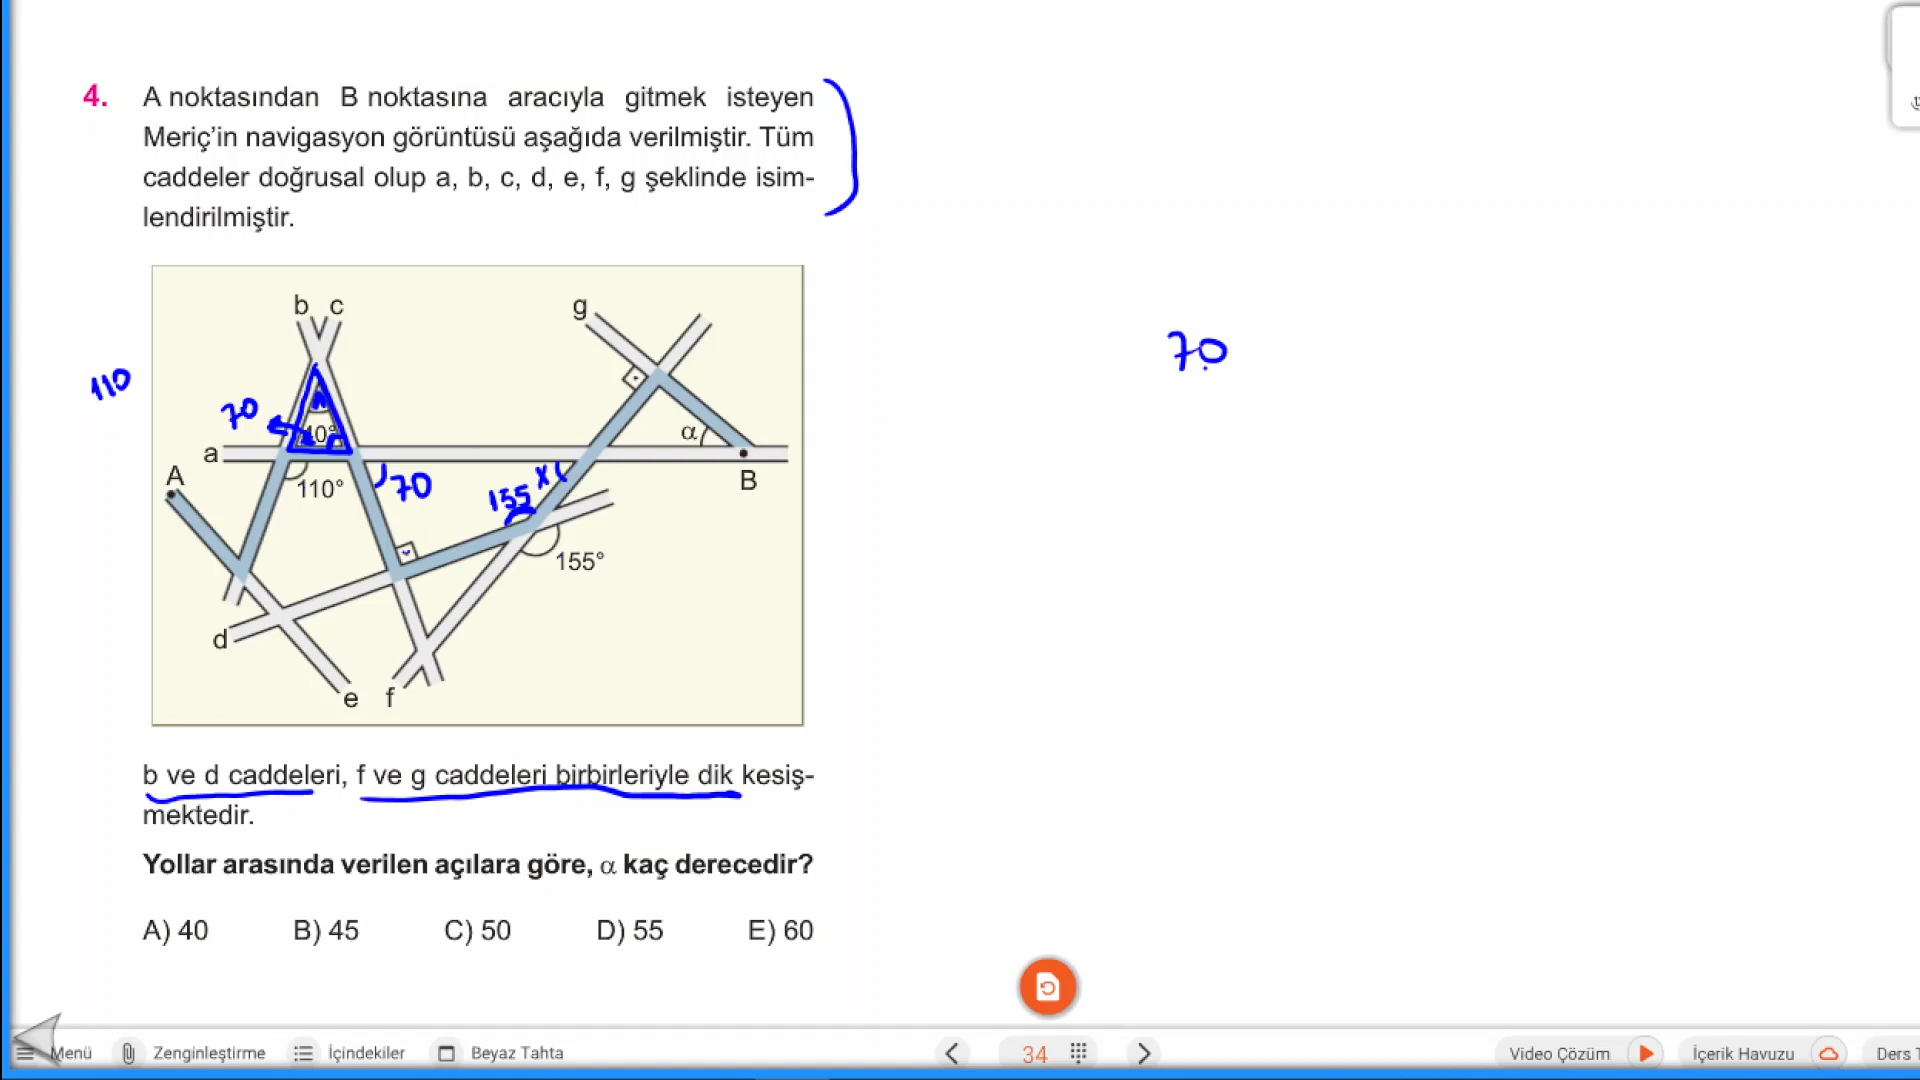 4. A noktasından B noktasına aracıyla gitmek isteyen
Meriç'in navigasyon görüntüsü aşağıda verilmiştir. Tüm
caddeler doğrusal olup a, b, c, d, e, f, g şeklinde isim-
lendirilmiştir.
b c
g
110
70
70
40°
α
a
A
110°
70
155
x
B
155°
d
e
f
b ve d caddeleri, f ve g caddeleri birbirleriyle dik kesiş-
mektedir.
Yollar arasında verilen açılara göre, α kaç derecedir?
A) 40 B) 45 C) 50 D) 55 E) 60
Menü Zenginleştirme İçindekiler Beyaz Tahta 34 Video Çözüm İçerik Havuzu Ders